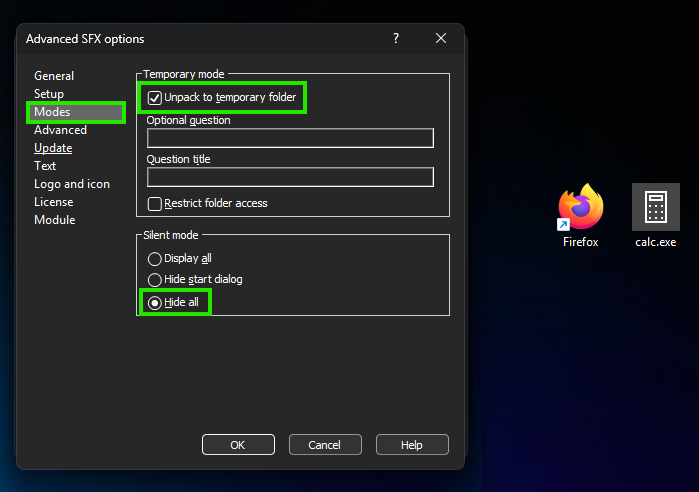 Advanced SFX options
?
General
Setup
Modes
Advanced
Update
Text
Logo and icon
License
Module
Temporary mode
Unpack to temporary folder
Optional question
Question title
Restrict folder access
Silent mode
Display all
Hide start dialog
Hide all
OK Cancel Help
Firefox calc.exe